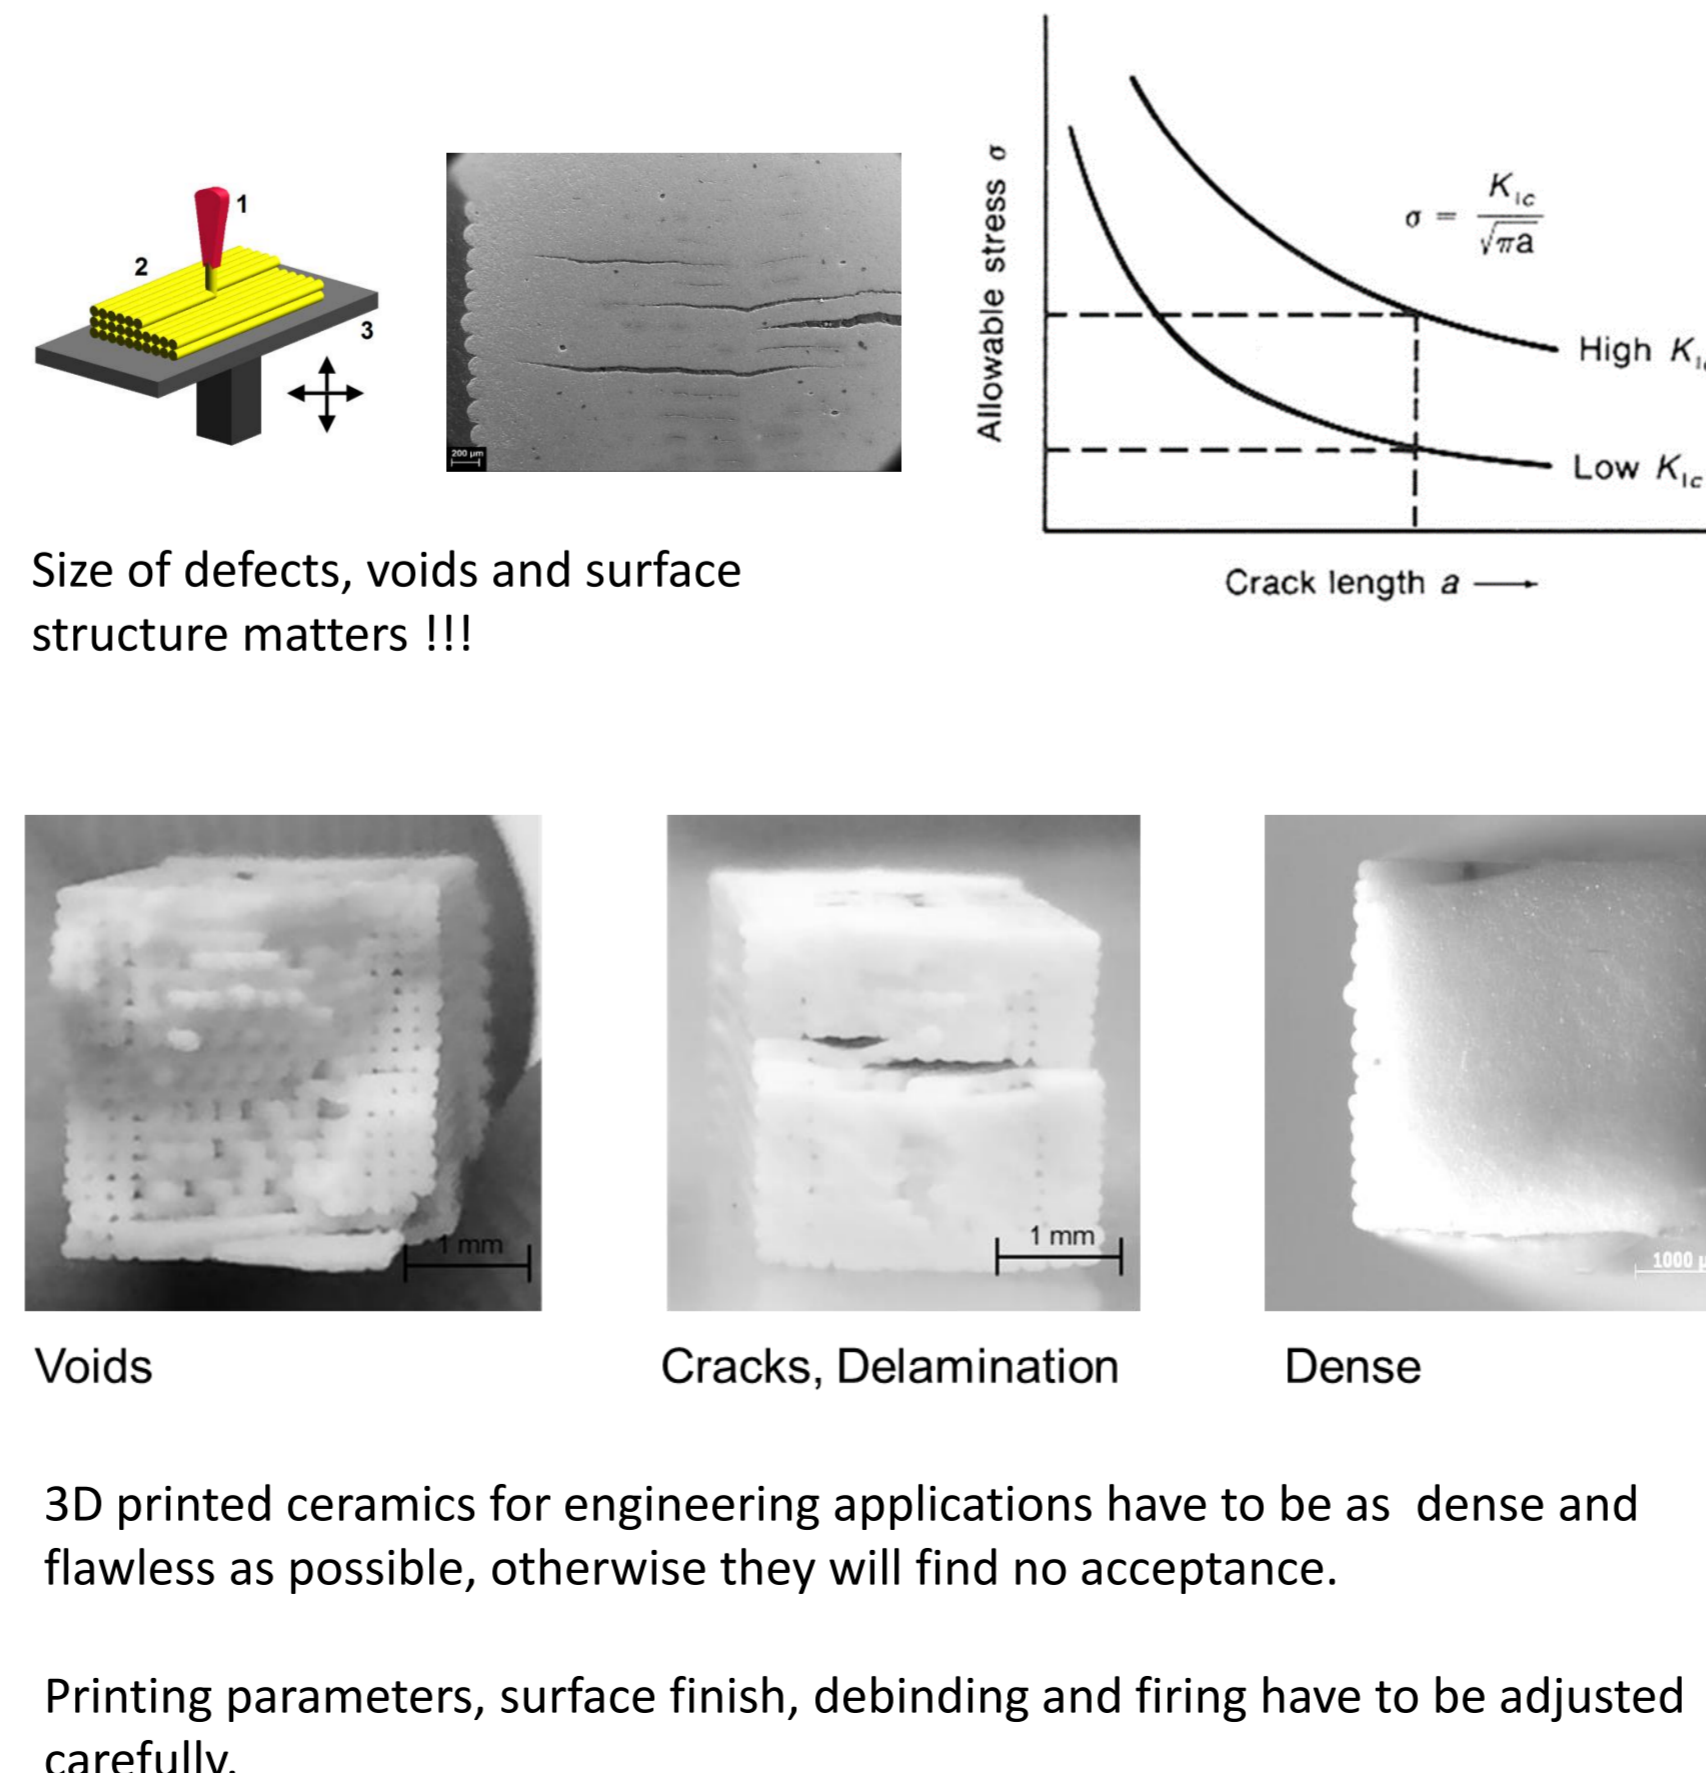 1
2
3
200 μm
Allowable stress σ
σ = K_Ic / √πa
High K_Ic
Low K_Ic
Crack length a
Size of defects, voids and surface
structure matters !!!
1 mm
1 mm
1000 μ
Voids
Cracks, Delamination
Dense
3D printed ceramics for engineering applications have to be as dense and
flawless as possible, otherwise they will find no acceptance.
Printing parameters, surface finish, debinding and firing have to be adjusted
carefully.